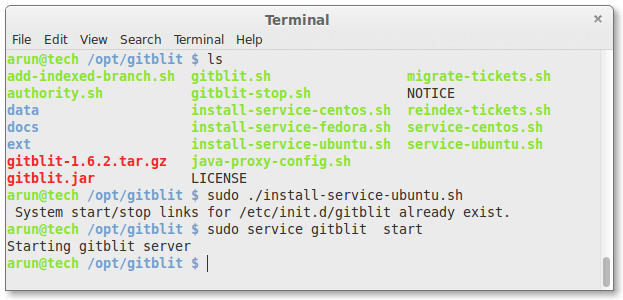 Terminal
×
File Edit View Search Terminal Help
arun@tech /opt/gitblit $ ls
add-indexed-branch.sh gitblit.sh migrate-tickets.sh
authority.sh gitblit-stop.sh NOTICE
data install-service-centos.sh reindex-tickets.sh
docs install-service-fedora.sh service-centos.sh
ext install-service-ubuntu.sh service-ubuntu.sh
gitblit-1.6.2.tar.gz java-proxy-config.sh
gitblit.jar LICENSE
arun@tech /opt/gitblit $ sudo ./install-service-ubuntu.sh
System start/stop links for /etc/init.d/gitblit already exist.
arun@tech /opt/gitblit $ sudo service gitblit  start
Starting gitblit server
arun@tech /opt/gitblit $